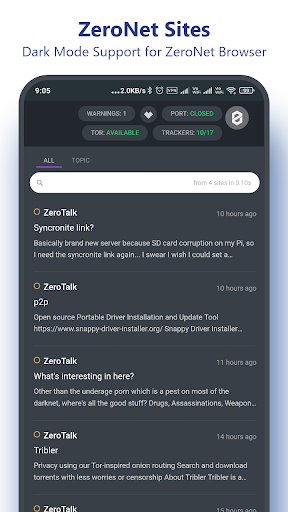 ZeroNet Sites
Dark Mode Support for ZeroNet Browser
9:05
...2.0KB/s VPN
WARNINGS: 1
PORT: CLOSED
TOR: AVAILABLE
TRACKERS: 10/17
ALL
TOPIC
from 4 sites in 0.10s
ZeroTalk
10 hours ago
Syncronite link?
Basically brand new server because SD card corruption on my Pi, so
I need the syncronite link again... I swear I wish I could set a...
ZeroTalk
10 hours ago
p2p
Open source Portable Driver Installation and Update Tool
https://www.snappy-driver-installer.org/ Snappy Driver Installer...
ZeroTalk
11 hours ago
What's interesting in here?
Other than the underage porn which is a pest on most of the
darknet, where's all the good stuff? Drugs, Assassinations, Weapon...
ZeroTalk
14 hours ago
Tribler
Privacy using our Tor-inspired onion routing Search and download
torrents with less worries or censorship About Tribler Tribler is a...